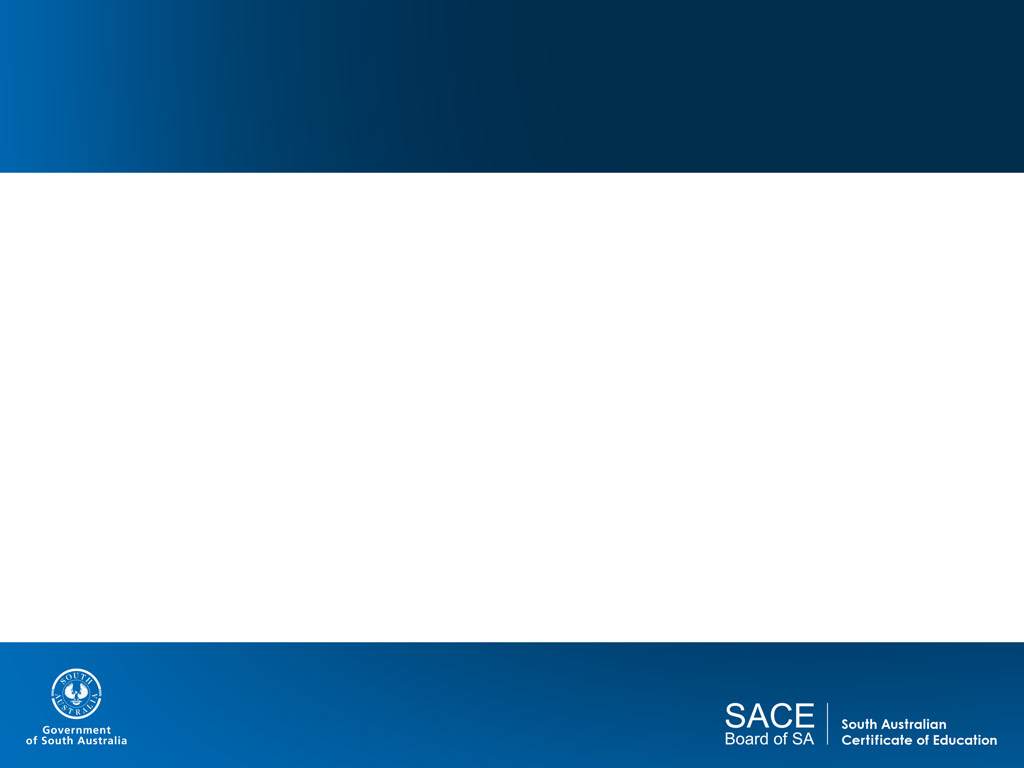 SOUTH
AUSTRALIA
Government
of South Australia
SACE
Board of SA
South Australian
Certificate of Education